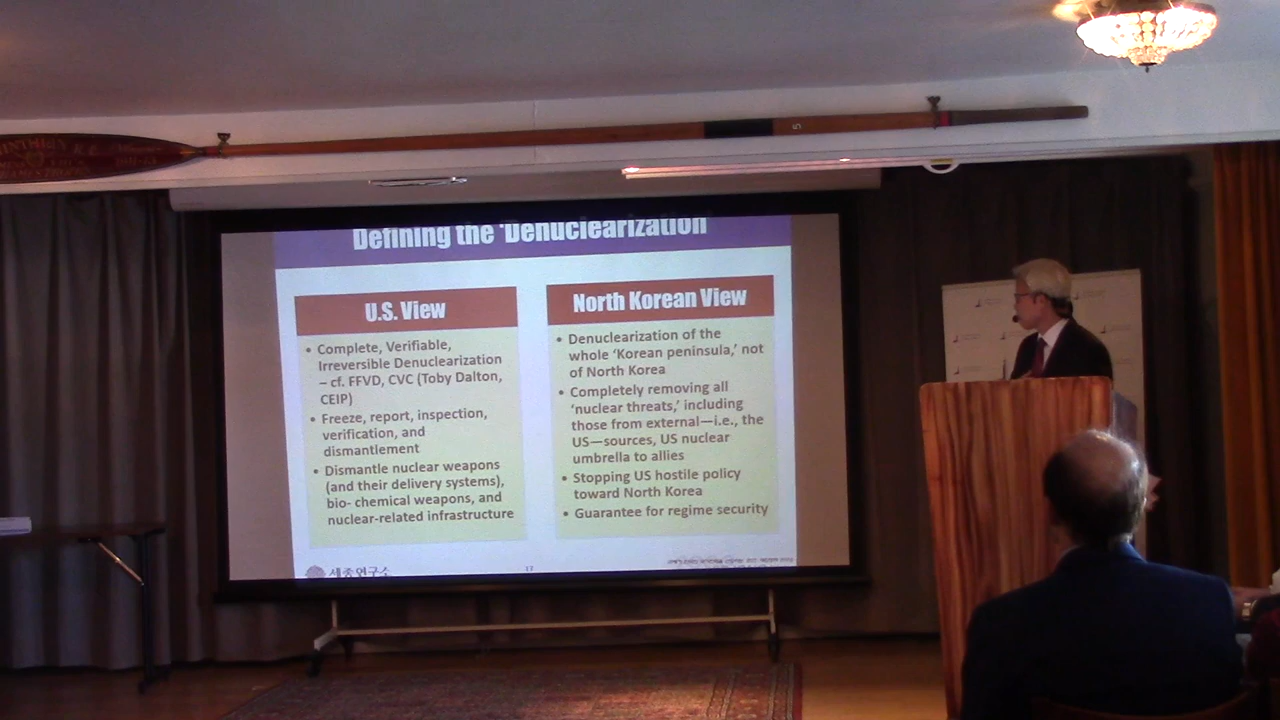 Defining the 'Denuclearization
U.S. View
• Complete, Verifiable,
Irreversible Denuclearization
– cf. FFVD, CVC (Toby Dalton,
CEIP)
• Freeze, report, inspection,
verification, and
dismantlement
• Dismantle nuclear weapons
(and their delivery systems),
bio- chemical weapons, and
nuclear-related infrastructure
North Korean View
• Denuclearization of the
whole 'Korean peninsula,' not
of North Korea
• Completely removing all
'nuclear threats,' including
those from external—i.e., the
US—sources, US nuclear
umbrella to allies
• Stopping US hostile policy
toward North Korea
• Guarantee for regime security
세종연구소